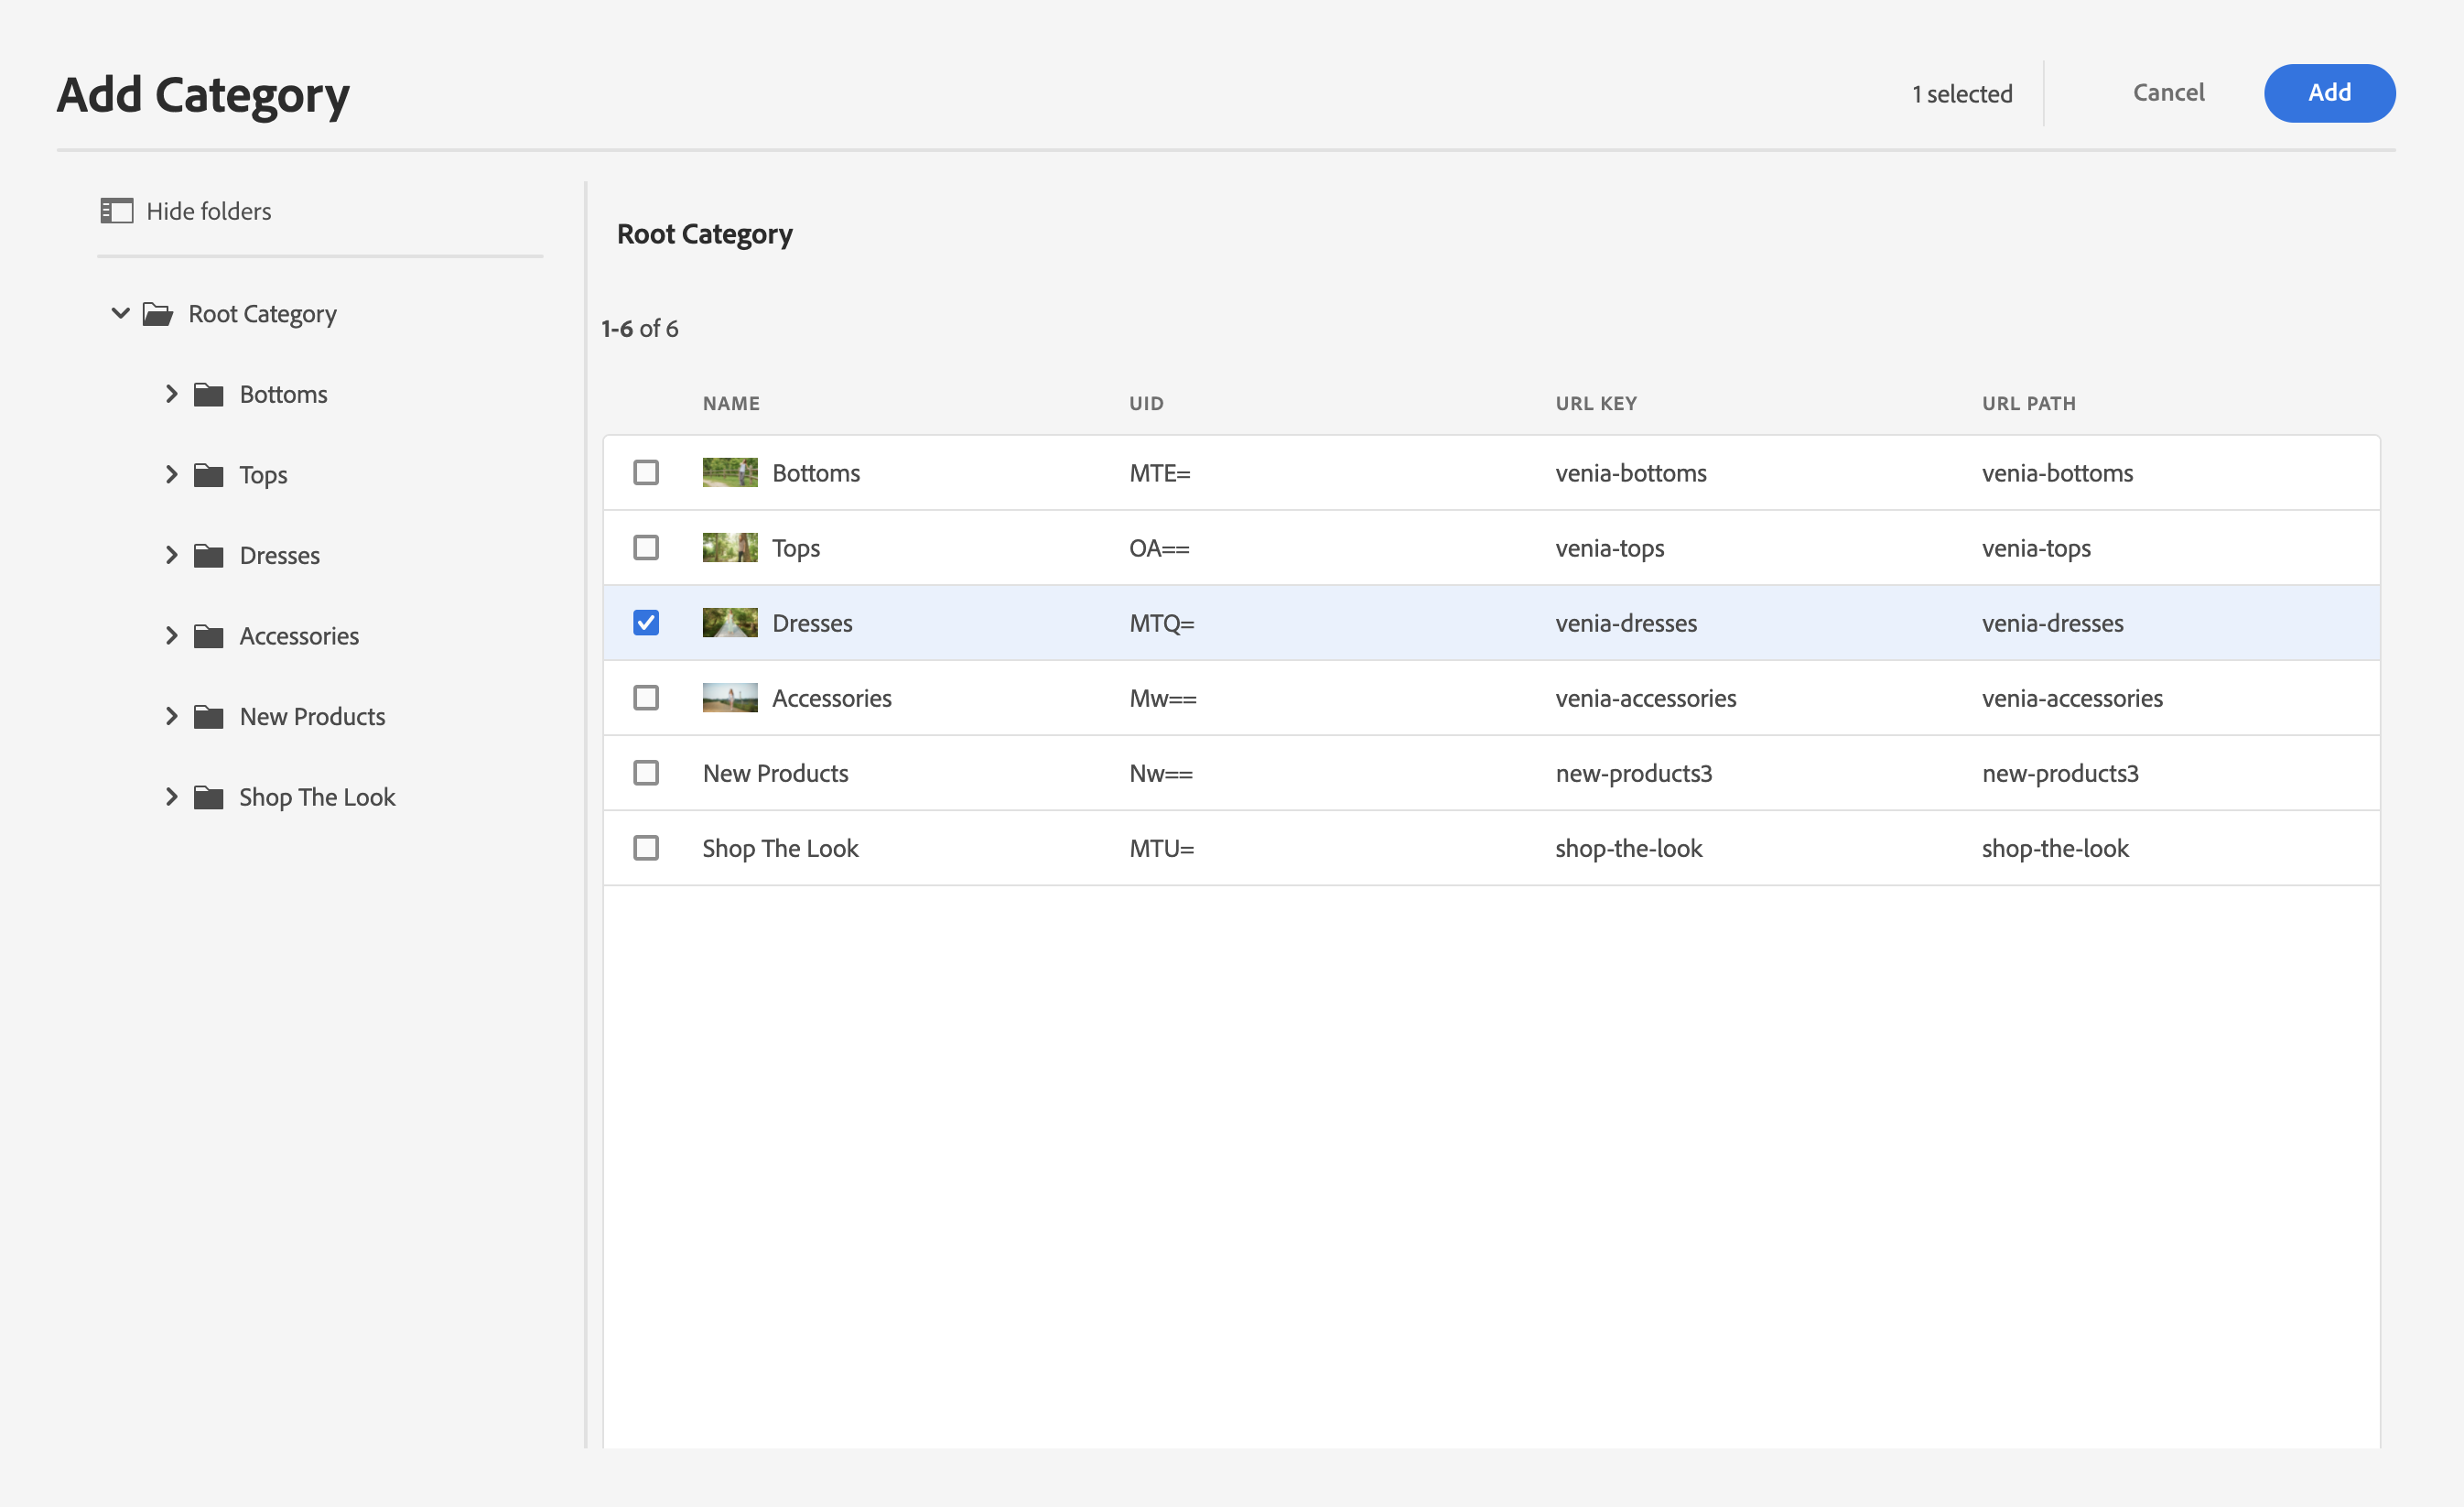 Add Category
1 selected
Cancel
Add
Hide folders
Root Category
Bottoms
Tops
Dresses
Accessories
New Products
Shop The Look
Root Category
1-6 of 6
NAME UID URL KEY URL PATH
Bottoms MTE= venia-bottoms venia-bottoms
Tops OA== venia-tops venia-tops
Dresses MTQ= venia-dresses venia-dresses
Accessories Mw== venia-accessories venia-accessories
New Products Nw== new-products3 new-products3
Shop The Look MTU= shop-the-look shop-the-look